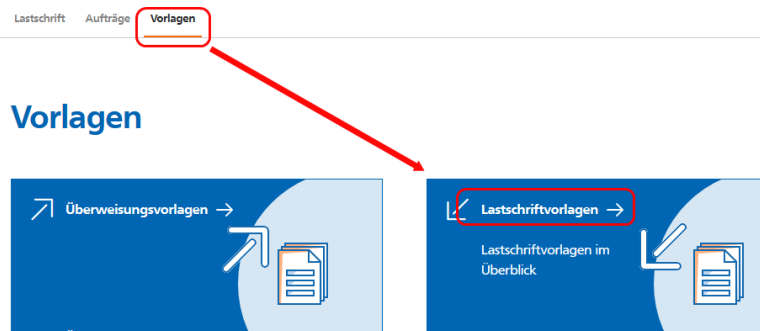 Lastschrift Aufträge Vorlagen
Vorlagen
Überweisungsvorlagen
Lastschriftvorlagen
Lastschriftvorlagen im
Überblick